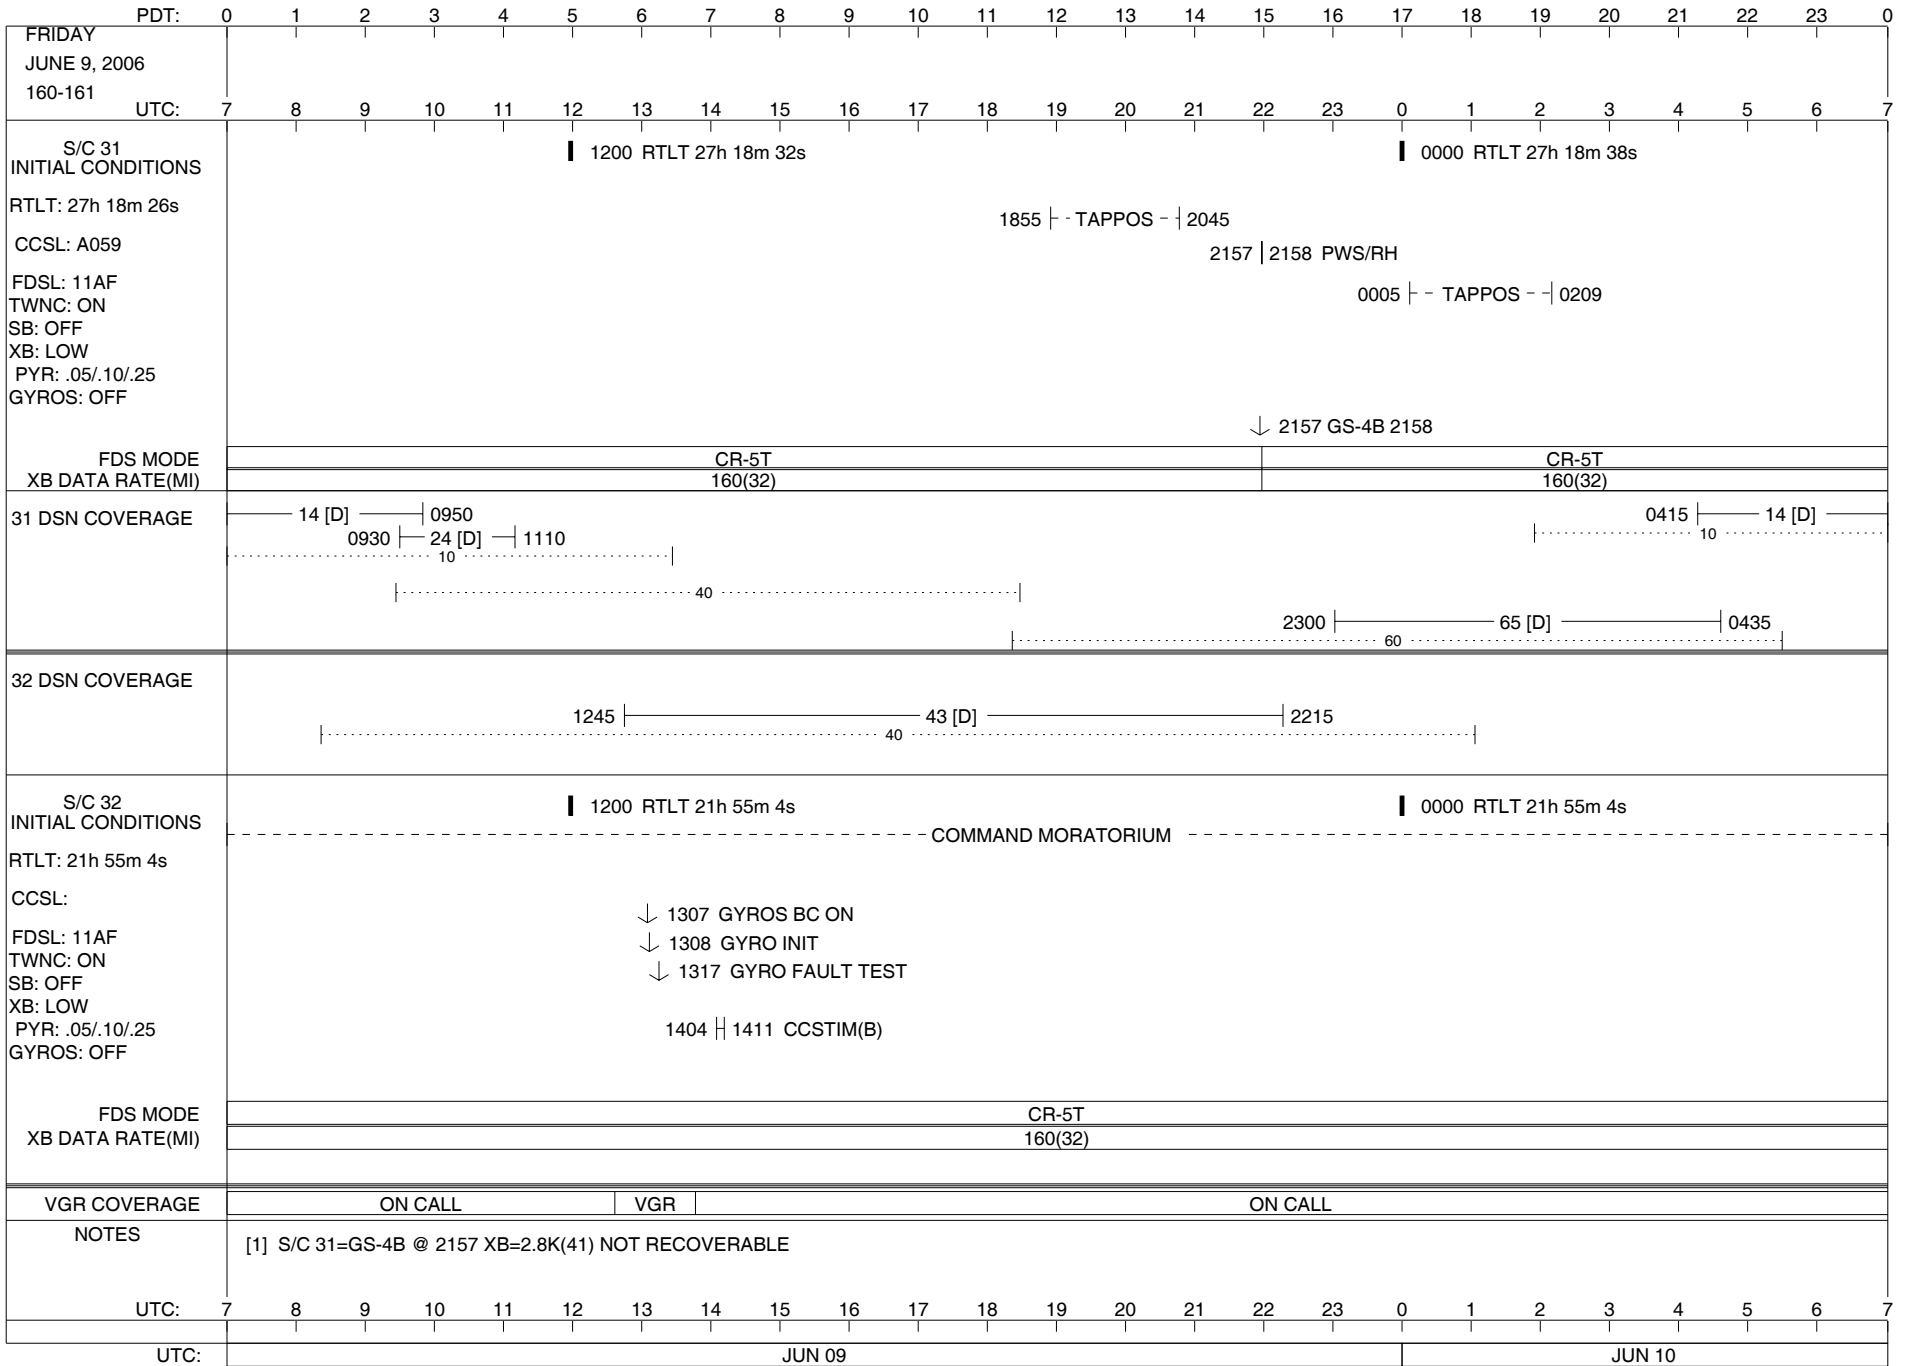 PDT: 0 1 2 3 4 5 6 7 8 9 10 11 12 13 14 15 16 17 18 19 20 21 22 23 0
FRIDAY
JUNE 9, 2006
160-161
UTC: 7 8 9 10 11 12 13 14 15 16 17 18 19 20 21 22 23 0 1 2 3 4 5 6 7
S/C 31
INITIAL CONDITIONS
1200 RTLT 27h 18m 32s
0000 RTLT 27h 18m 38s
RTLT: 27h 18m 26s
1855 TAPPOS 2045
CCSL: A059
2157 2158 PWS/RH
FDSL: 11AF
0005 TAPPOS 0209
TWNC: ON
SB: OFF
XB: LOW
PYR: .05/.10/.25
GYROS: OFF
2157 GS-4B 2158
FDS MODE CR-5T CR-5T
XB DATA RATE(MI) 160(32) 160(32)
31 DSN COVERAGE
14 [D] 0950
0415 14 [D]
0930 24 [D] 1110
10
10
40
2300 65 [D] 0435
60
32 DSN COVERAGE
1245 43 [D] 2215
40
S/C 32
INITIAL CONDITIONS
1200 RTLT 21h 55m 4s
0000 RTLT 21h 55m 4s
COMMAND MORATORIUM
RTLT: 21h 55m 4s
CCSL:
1307 GYROS BC ON
FDSL: 11AF
1308 GYRO INIT
TWNC: ON
1317 GYRO FAULT TEST
SB: OFF
XB: LOW
PYR: .05/.10/.25
1404 1411 CCSTIM(B)
GYROS: OFF
FDS MODE CR-5T
XB DATA RATE(MI) 160(32)
VGR COVERAGE ON CALL VGR ON CALL
NOTES
[1] S/C 31=GS-4B @ 2157 XB=2.8K(41) NOT RECOVERABLE
UTC: 7 8 9 10 11 12 13 14 15 16 17 18 19 20 21 22 23 0 1 2 3 4 5 6 7
UTC: JUN 09 JUN 10